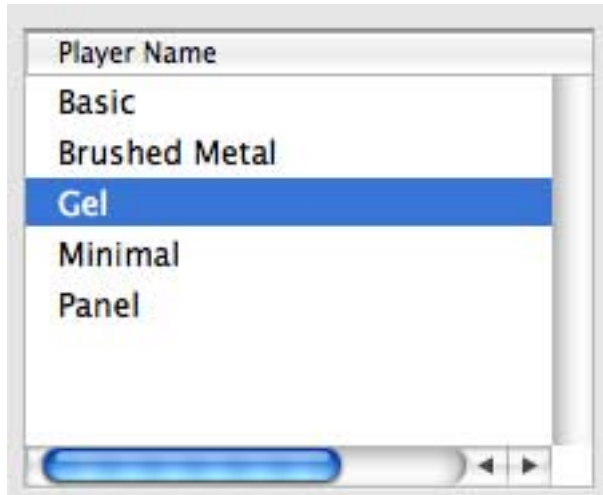 Player Name
Basic
Brushed Metal
Gel
Minimal
Panel